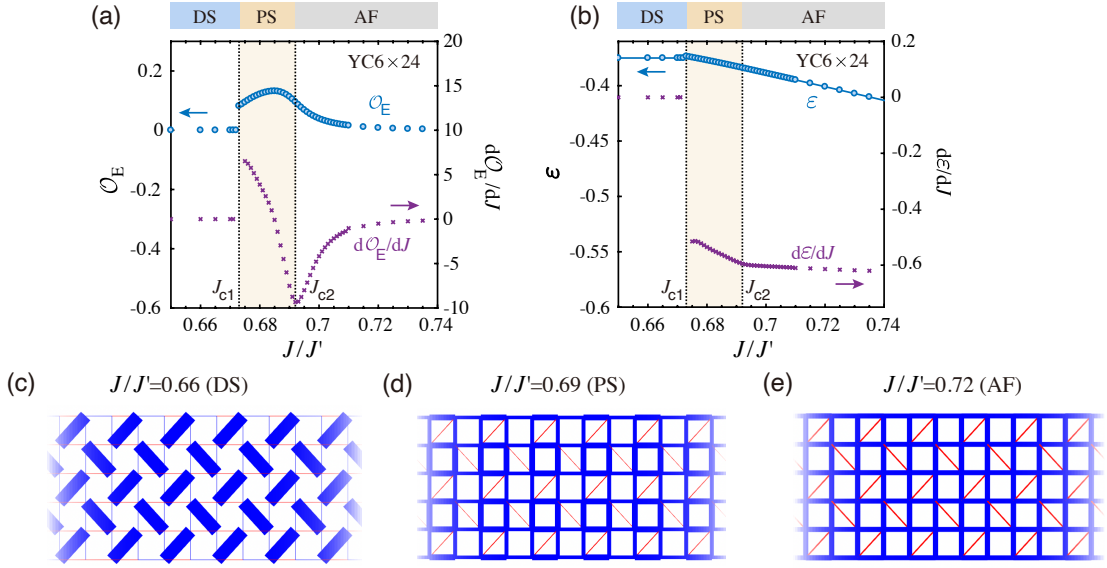 (a)
DS PS AF
YC6×24
0.2
0
-0.2
-0.4
-0.6
𝒪E
20
15
10
5
0
-5
-10
d𝒪E/dJ
𝒪E
d𝒪E/dJ
Jc1
Jc2
0.66 0.68 0.7 0.72 0.74
J/J'
(b)
DS PS AF
YC6×24
-0.4
-0.45
-0.5
-0.55
-0.6
ε
0.2
0
-0.2
-0.4
-0.6
dε/dJ
ε
dε/dJ
Jc1
Jc2
0.66 0.68 0.7 0.72 0.74
J/J'
(c)
J/J'=0.66 (DS)
(d)
J/J'=0.69 (PS)
(e)
J/J'=0.72 (AF)